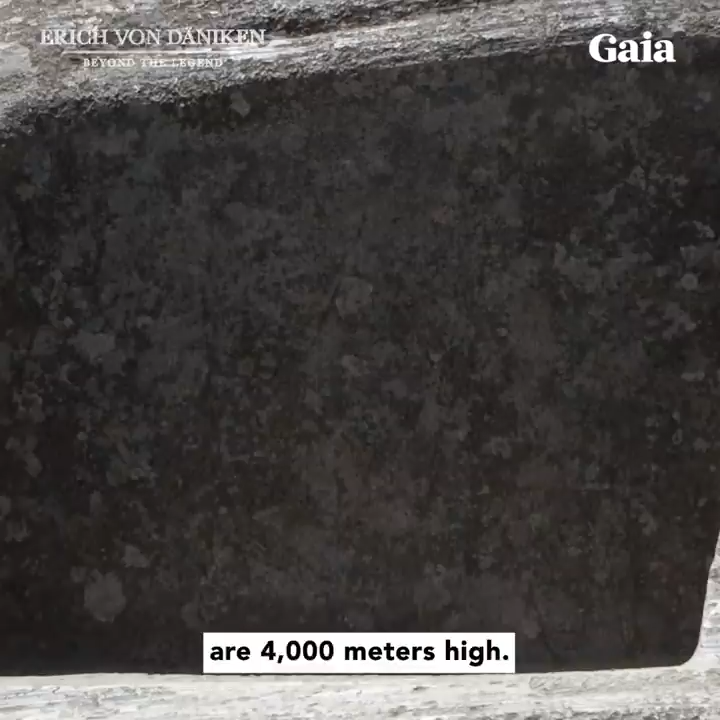 ERICH VON DÄNIKEN
BEYOND THE LEGEND
Gaia
are 4,000 meters high.